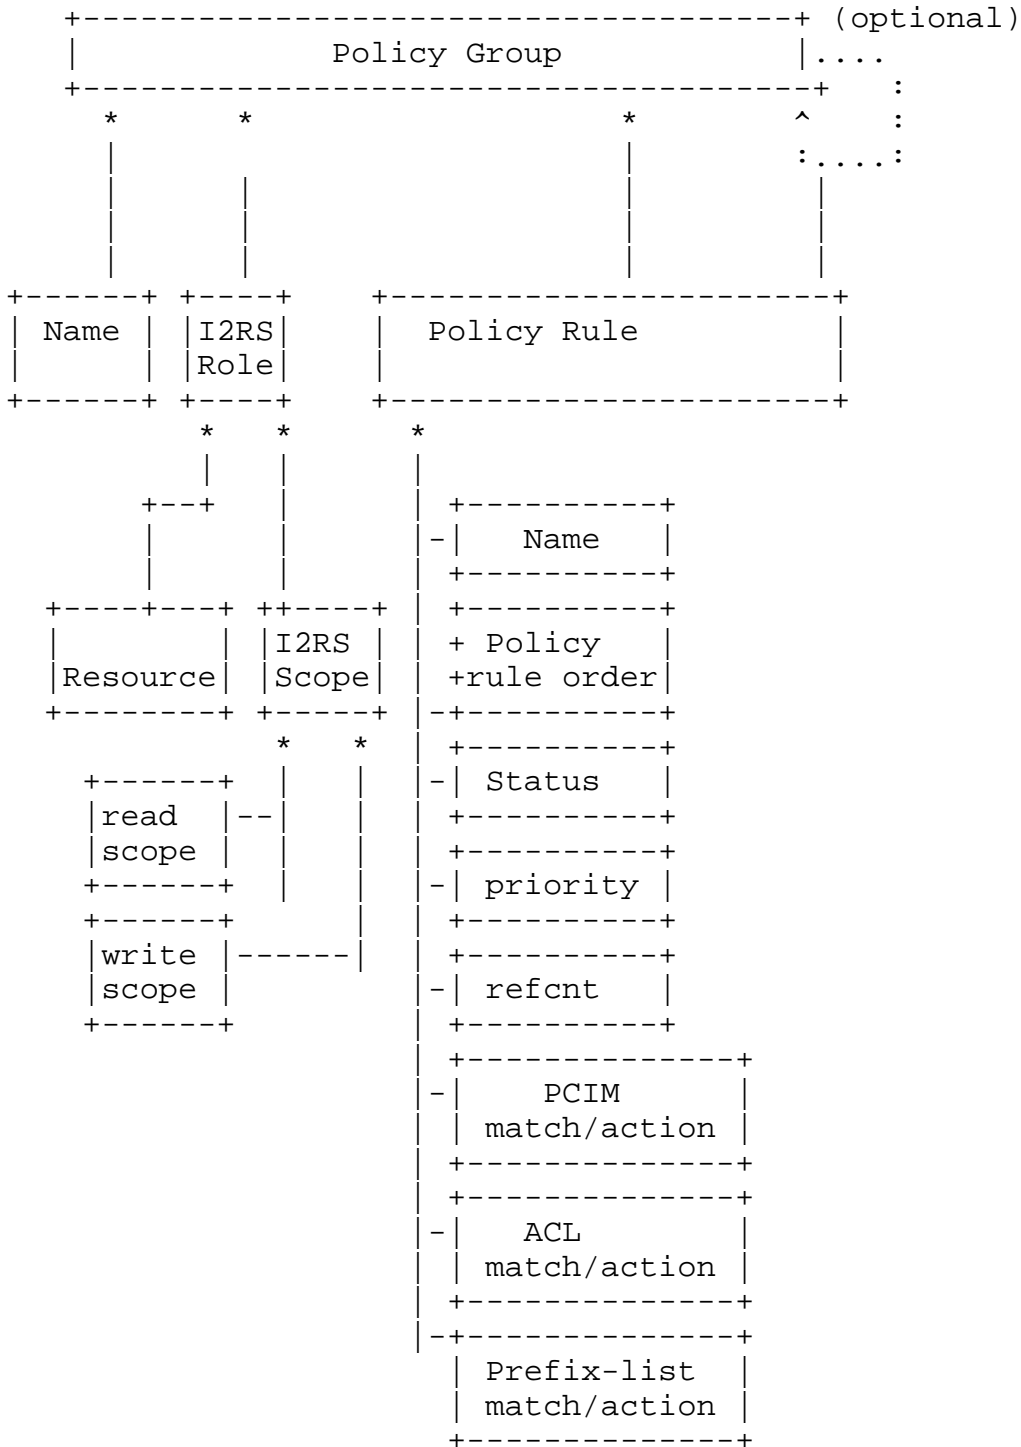 (optional)
Policy Group
Name I2RS Policy Rule
Role
Name
I2RS Policy
Resource Scope rule order
Status
read
scope
priority
write
scope refcnt
PCIM
match/action
ACL
match/action
Prefix-list
match/action